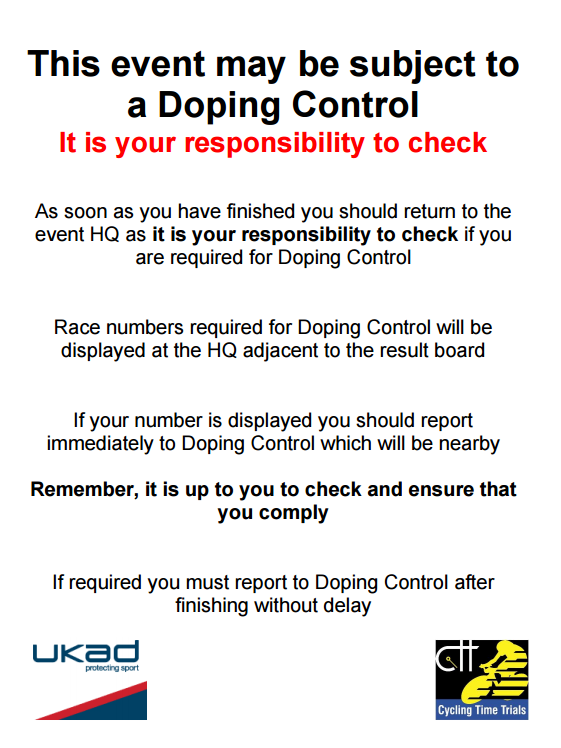 This event may be subject to
a Doping Control
It is your responsibility to check
As soon as you have finished you should return to the
event HQ as it is your responsibility to check if you
are required for Doping Control
Race numbers required for Doping Control will be
displayed at the HQ adjacent to the result board
If your number is displayed you should report
immediately to Doping Control which will be nearby
Remember, it is up to you to check and ensure that
you comply
If required you must report to Doping Control after
finishing without delay
ukad
protecting sport
CTT
Cycling Time Trials